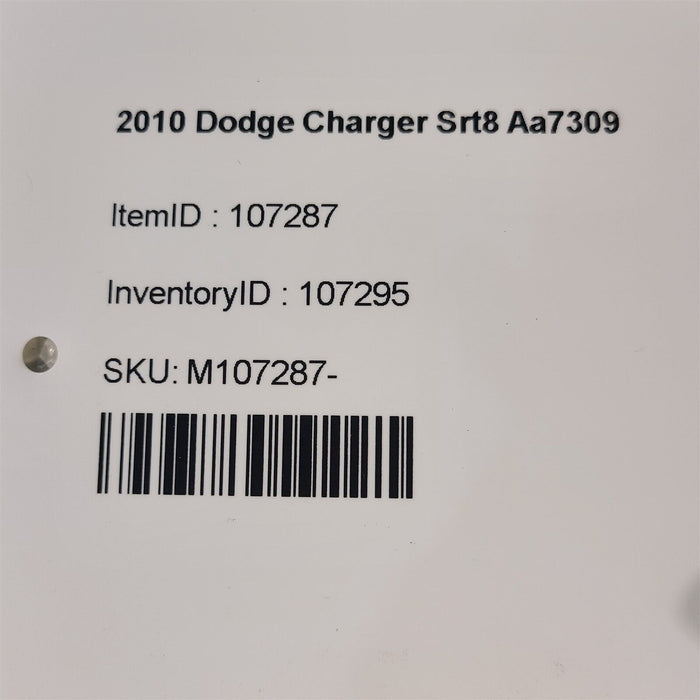 2010 Dodge Charger Srt8 Aa7309
ItemID : 107287
InventoryID : 107295
SKU: M107287-